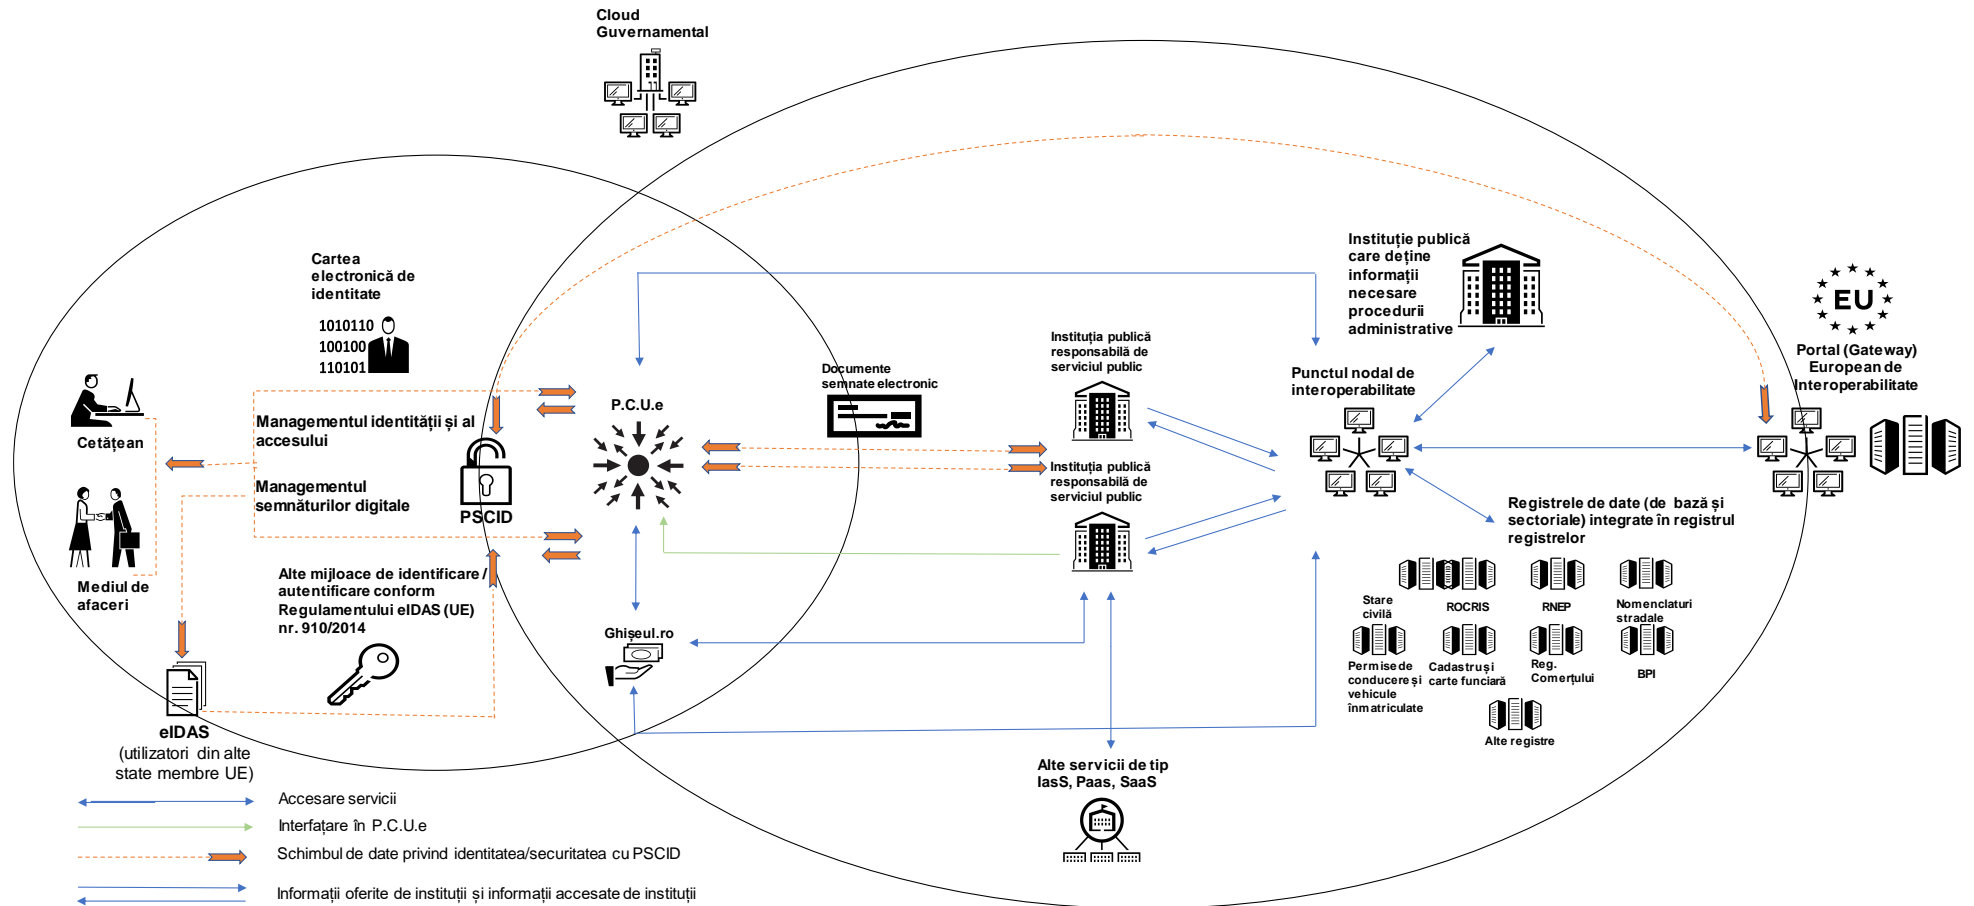 Cloud
Guvernamental
Cartea
electronică de
identitate
1010110
100100
110101
Cetățean
Mediul de
afaceri
Managementul identității și al
accesului
Managementul
semnăturilor digitale
PSCID
Alte mijloace de identificare /
autentificare conform
Regulamentului eIDAS (UE)
nr. 910/2014
eIDAS
(utilizatori din alte
state membre UE)
P.C.U.e
Ghișeul.ro
Documente
semnate electronic
Instituția publică
responsabilă de
serviciul public
Instituția publică
responsabilă de
serviciul public
Alte servicii de tip
IasS, Paas, SaaS
Punctul nodal de
interoperabilitate
Instituție publică
care deține
informații
necesare
procedurii
administrative
EU
Portal (Gateway)
European de
Interoperabilitate
Registrele de date (de bază și
sectoriale) integrate în registrul
registrelor
Stare
civilă
ROCRIS
RNEP
Nomenclaturi
stradale
Permise de
conducere și
vehicule
înmatriculate
Cadastru și
carte funciară
Reg.
Comerțului
BPI
Alte registre
Accesare servicii
Interfațare în P.C.U.e
Schimbul de date privind identitatea/securitatea cu PSCID
Informații oferite de instituții și informații accesate de instituții